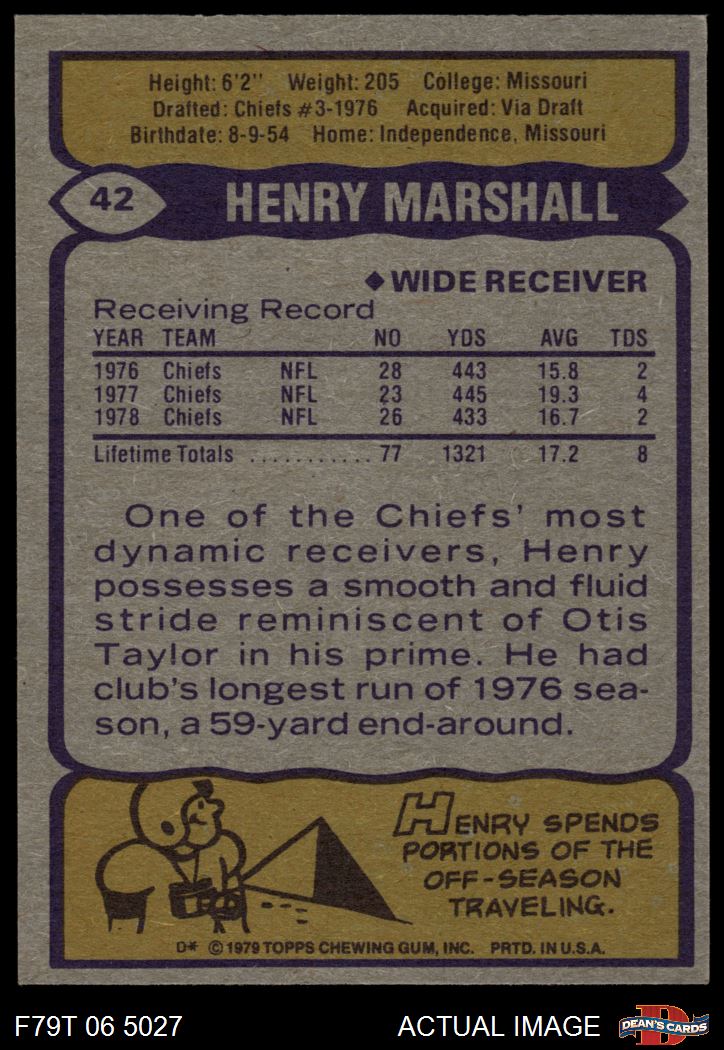 Height: 6'2" Weight: 205 College: Missouri
Drafted: Chiefs #3-1976 Acquired: Via Draft
Birthdate: 8-9-54 Home: Independence, Missouri
42 HENRY MARSHALL
◆ WIDE RECEIVER
Receiving Record
YEAR TEAM NO YDS AVG TDS
1976 Chiefs NFL 28 443 15.8 2
1977 Chiefs NFL 23 445 19.3 4
1978 Chiefs NFL 26 433 16.7 2
Lifetime Totals ........... 77 1321 17.2 8
One of the Chiefs' most
dynamic receivers, Henry
possesses a smooth and fluid
stride reminiscent of Otis
Taylor in his prime. He had
club's longest run of 1976 sea-
son, a 59-yard end-around.
HENRY SPENDS
PORTIONS OF THE
OFF-SEASON
TRAVELING.
D* © 1979 TOPPS CHEWING GUM, INC. PRTD. IN U.S.A.
F79T 06 5027 ACTUAL IMAGE D DEAN'S CARDS